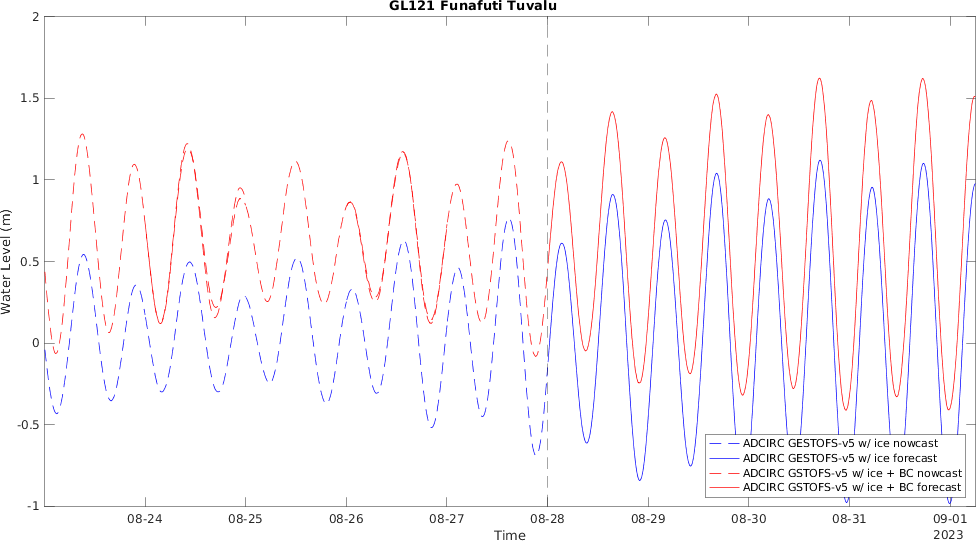 GL121 Funafuti Tuvalu
2
1.5
1
0.5
0
-0.5
-1
Water Level (m)
ADCIRC GESTOFS-v5 w/ ice nowcast
ADCIRC GESTOFS-v5 w/ ice forecast
ADCIRC GSTOFS-v5 w/ ice + BC nowcast
ADCIRC GSTOFS-v5 w/ ice + BC forecast
08-24 08-25 08-26 08-27 08-28 08-29 08-30 08-31 09-01
2023
Time